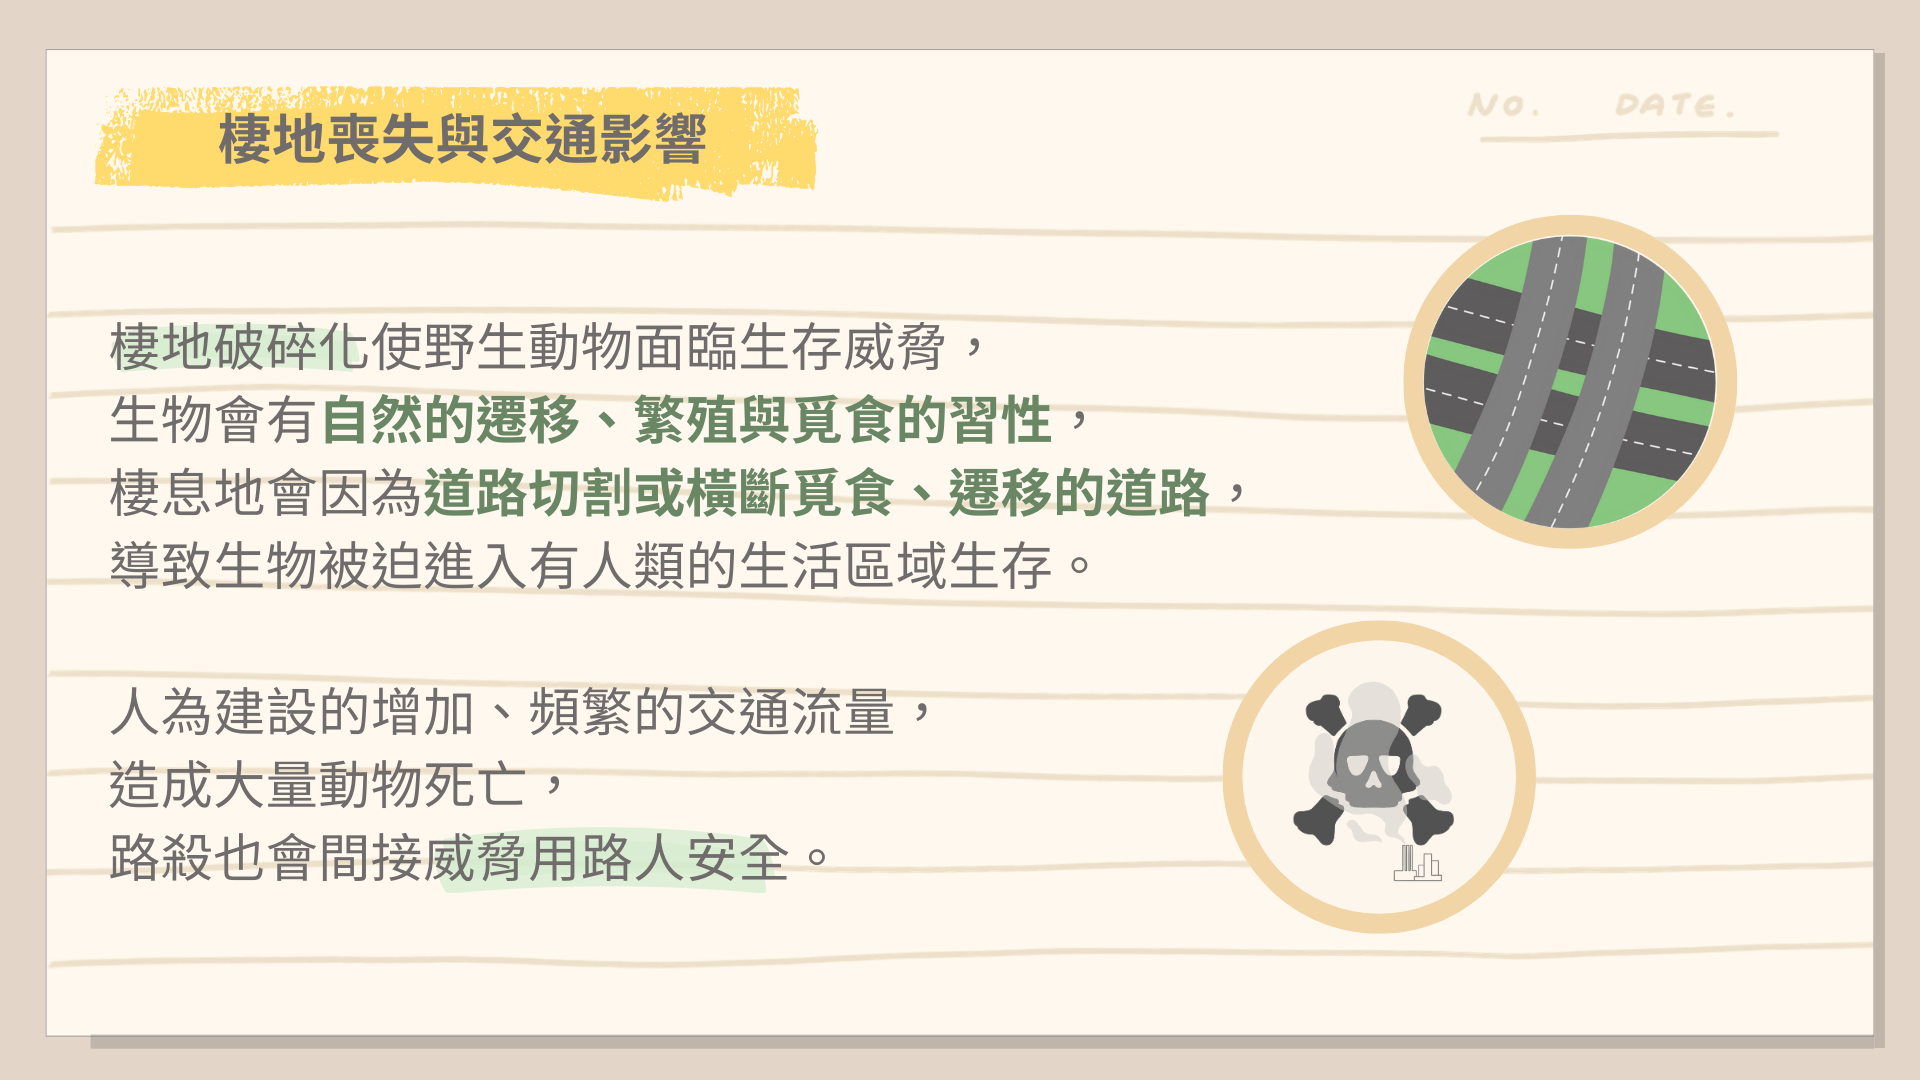 棲地喪失與交通影響
No. DATE.
棲地破碎化使野生動物面臨生存威脅，
生物會有自然的遷移、繁殖與覓食的習性，
棲息地會因為道路切割或橫斷覓食、遷移的道路，
導致生物被迫進入有人類的生活區域生存。
人為建設的增加、頻繁的交通流量，
造成大量動物死亡，
路殺也會間接威脅用路人安全。